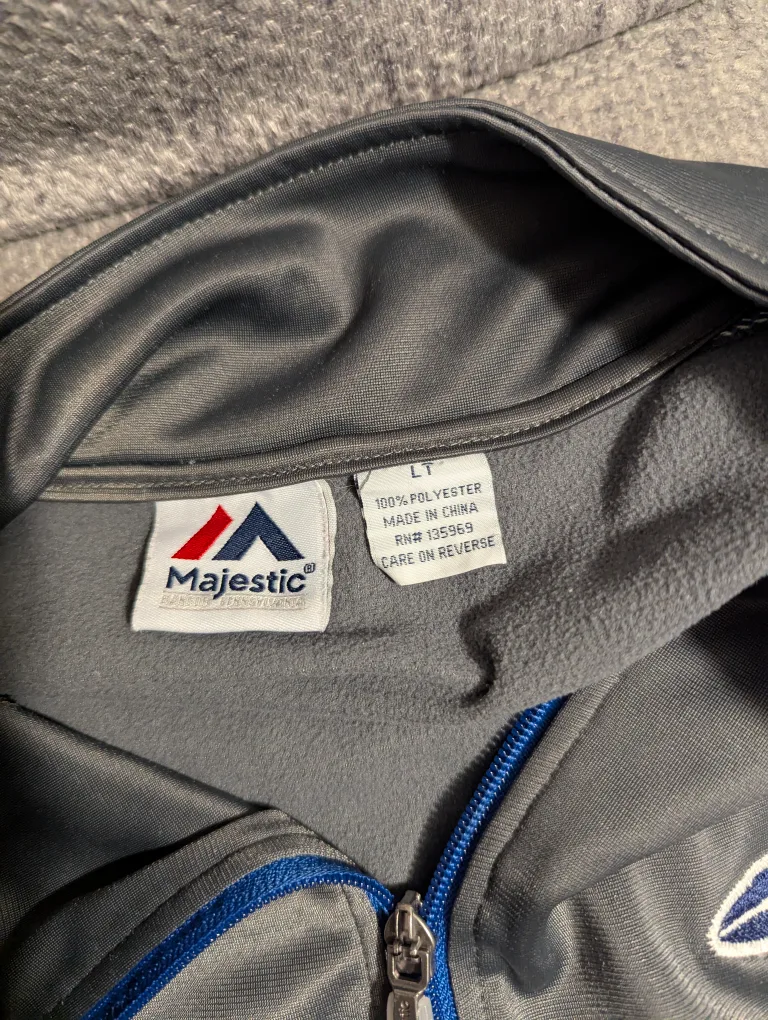 Majestic®
LT
100% POLYESTER
MADE IN CHINA
RN# 135969
CARE ON REVERSE